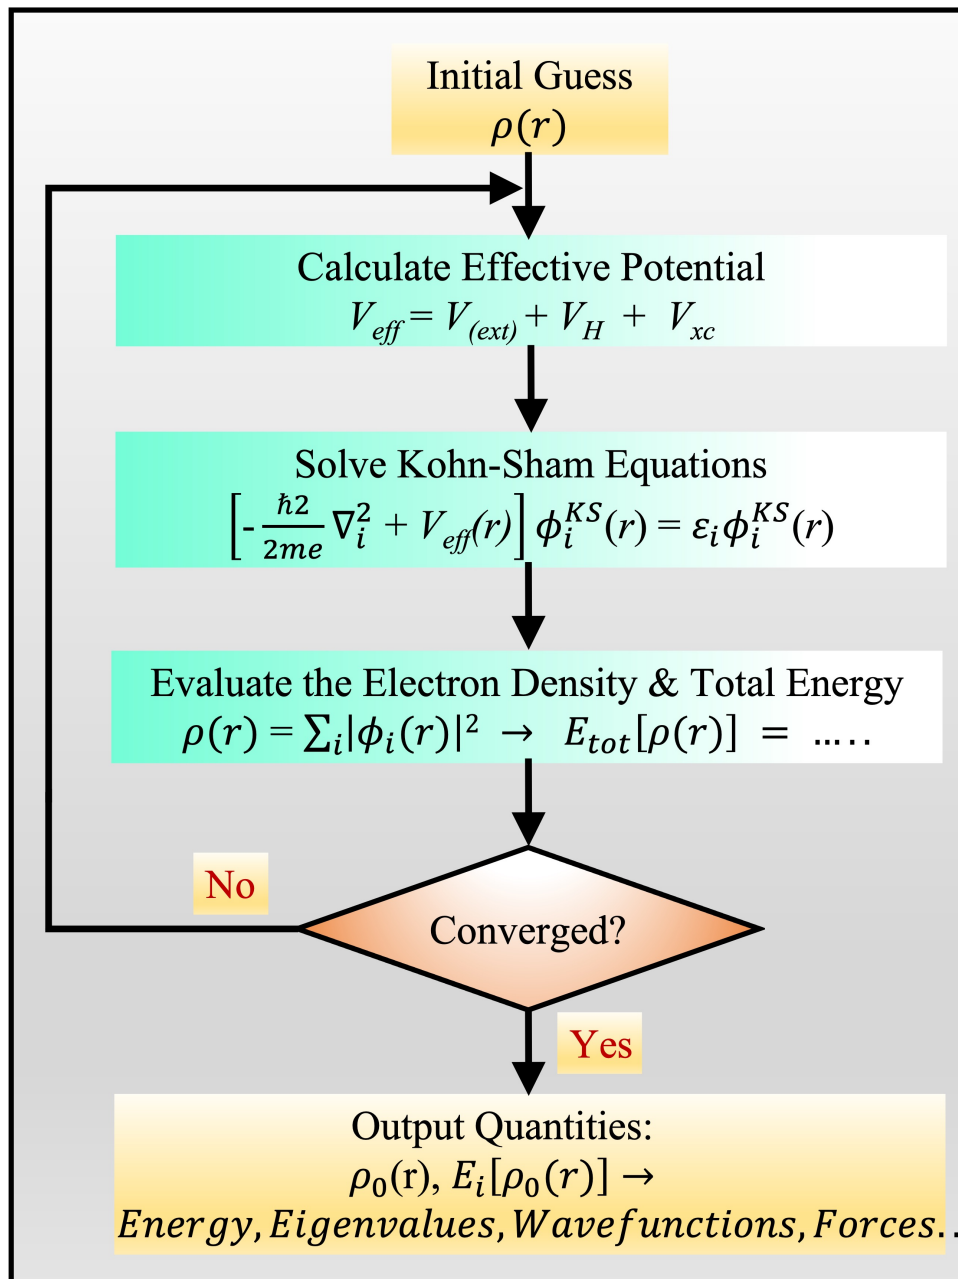 Initial Guess
ρ(r)
Calculate Effective Potential
V_eff = V_(ext) + V_H + V_xc
Solve Kohn-Sham Equations
[-ħ2/2me ∇_i^2 + V_eff(r)] ϕ_i^KS(r) = ε_iϕ_i^KS(r)
Evaluate the Electron Density & Total Energy
ρ(r) = ∑_i|ϕ_i(r)|^2 → E_tot[ρ(r)] = .....
No
Converged?
Yes
Output Quantities:
ρ_0(r), E_i[ρ_0(r)] →
Energy, Eigenvalues, Wavefunctions, Forces..